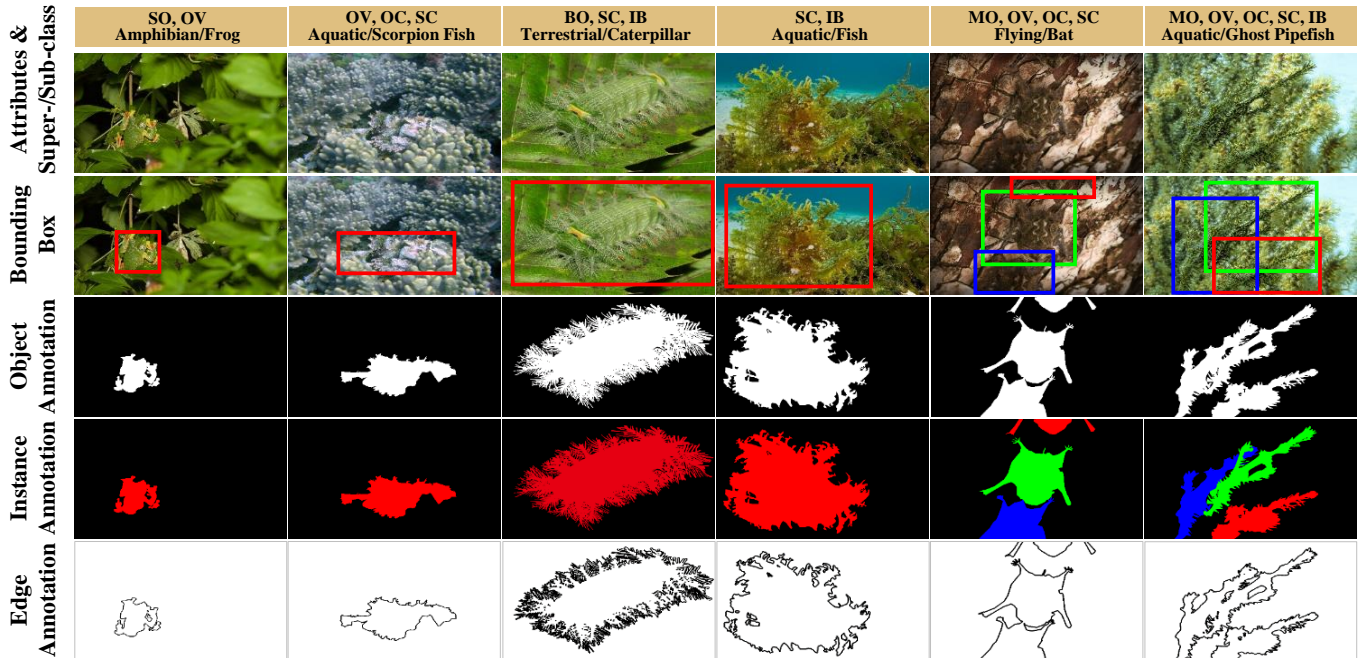 Attributes &
Super-/Sub-class
SO, OV
Amphibian/Frog
OV, OC, SC
Aquatic/Scorpion Fish
BO, SC, IB
Terrestrial/Caterpillar
SC, IB
Aquatic/Fish
MO, OV, OC, SC
Flying/Bat
MO, OV, OC, SC, IB
Aquatic/Ghost Pipefish
Bounding
Box
Object
Annotation
Instance
Annotation
Edge
Annotation